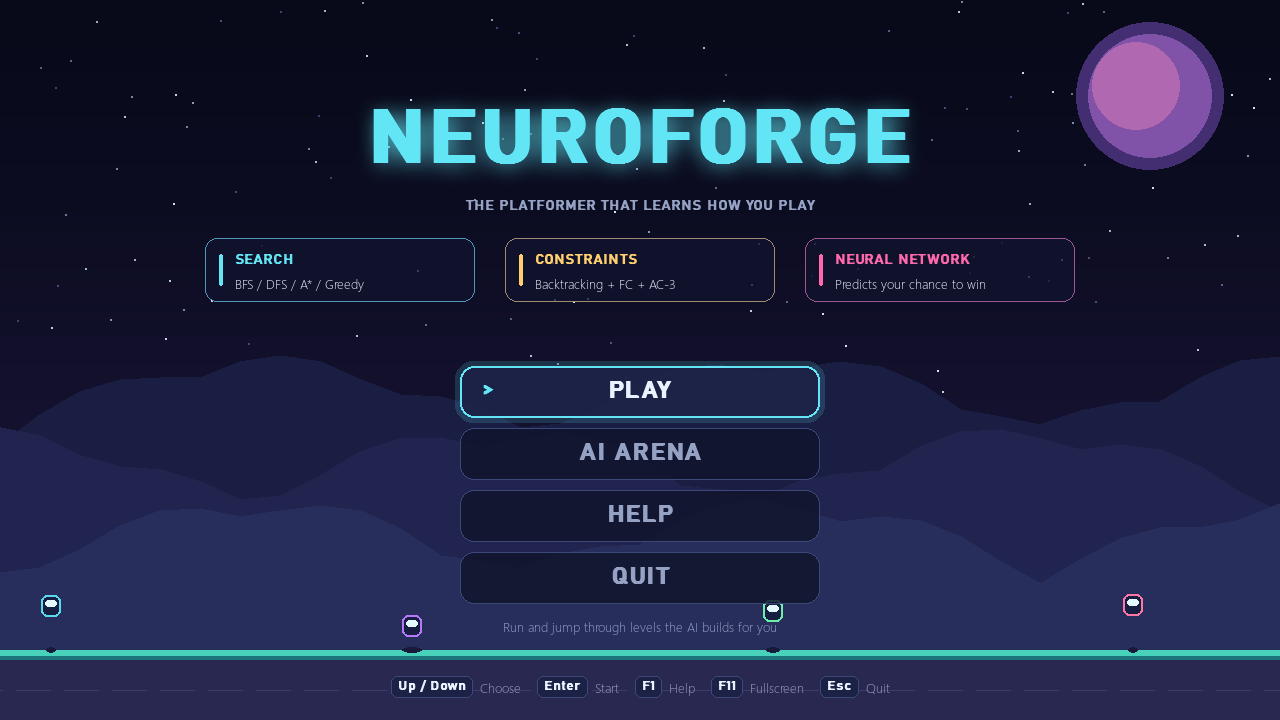 NEUROFORGE
THE PLATFORMER THAT LEARNS HOW YOU PLAY
SEARCH
BFS / DFS / A* / Greedy
CONSTRAINTS
Backtracking + FC + AC-3
NEURAL NETWORK
Predicts your chance to win
> PLAY
AI ARENA
HELP
QUIT
Run and jump through levels the AI builds for you
Up / Down Choose Enter Start F1 Help F11 Fullscreen Esc Quit